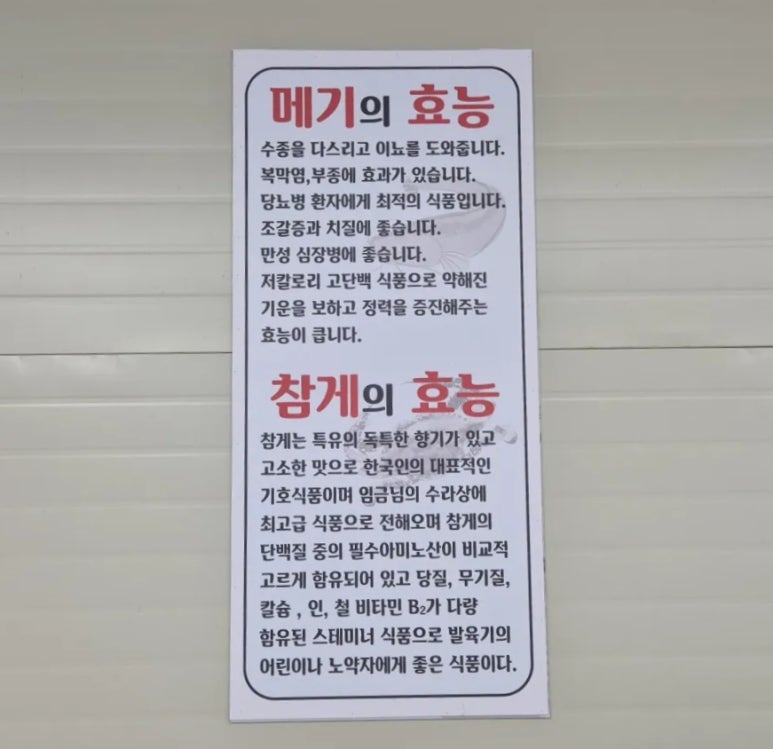 메기의 효능
수종을 다스리고 이뇨를 도와줍니다.
복막염,부종에 효과가 있습니다.
당뇨병 환자에게 최적의 식품입니다.
조갈증과 치질에 좋습니다.
만성 심장병에 좋습니다.
저칼로리 고단백 식품으로 약해진
기운을 보하고 정력을 증진해주는
효능이 큽니다.
참게의 효능
참게는 특유의 독특한 향기가 있고
고소한 맛으로 한국인의 대표적인
기호식품이며 임금님의 수라상에
최고급 식품으로 전해오며 참게의
단백질 중의 필수아미노산이 비교적
고르게 함유되어 있고 당질, 무기질,
칼슘 , 인, 철 비타민 B₂가 다량
함유된 스테미너 식품으로 발육기의
어린이나 노약자에게 좋은 식품이다.